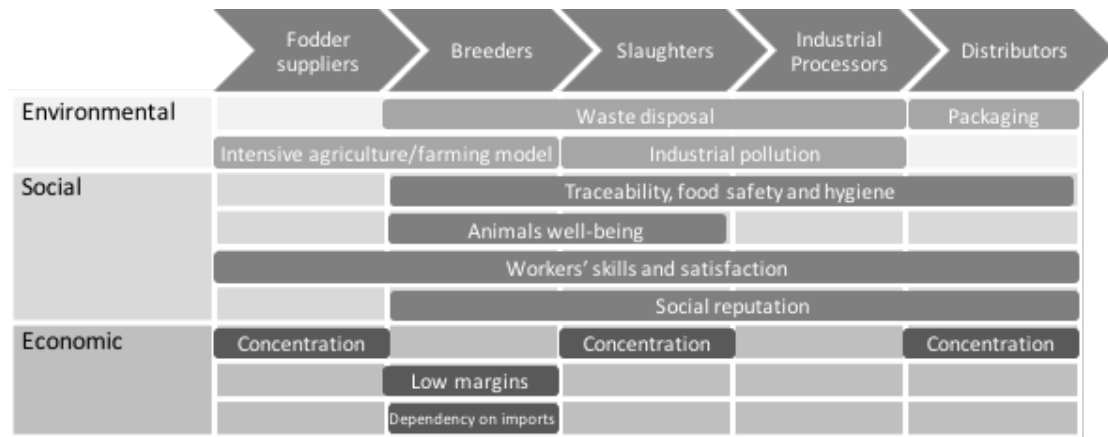 Fodder
suppliers
Breeders
Slaughters
Industrial
Processors
Distributors
Environmental
Waste disposal
Packaging
Intensive agriculture/farming model
Industrial pollution
Social
Traceability, food safety and hygiene
Animals well-being
Workers' skills and satisfaction
Social reputation
Economic
Concentration
Concentration
Concentration
Low margins
Dependency on imports